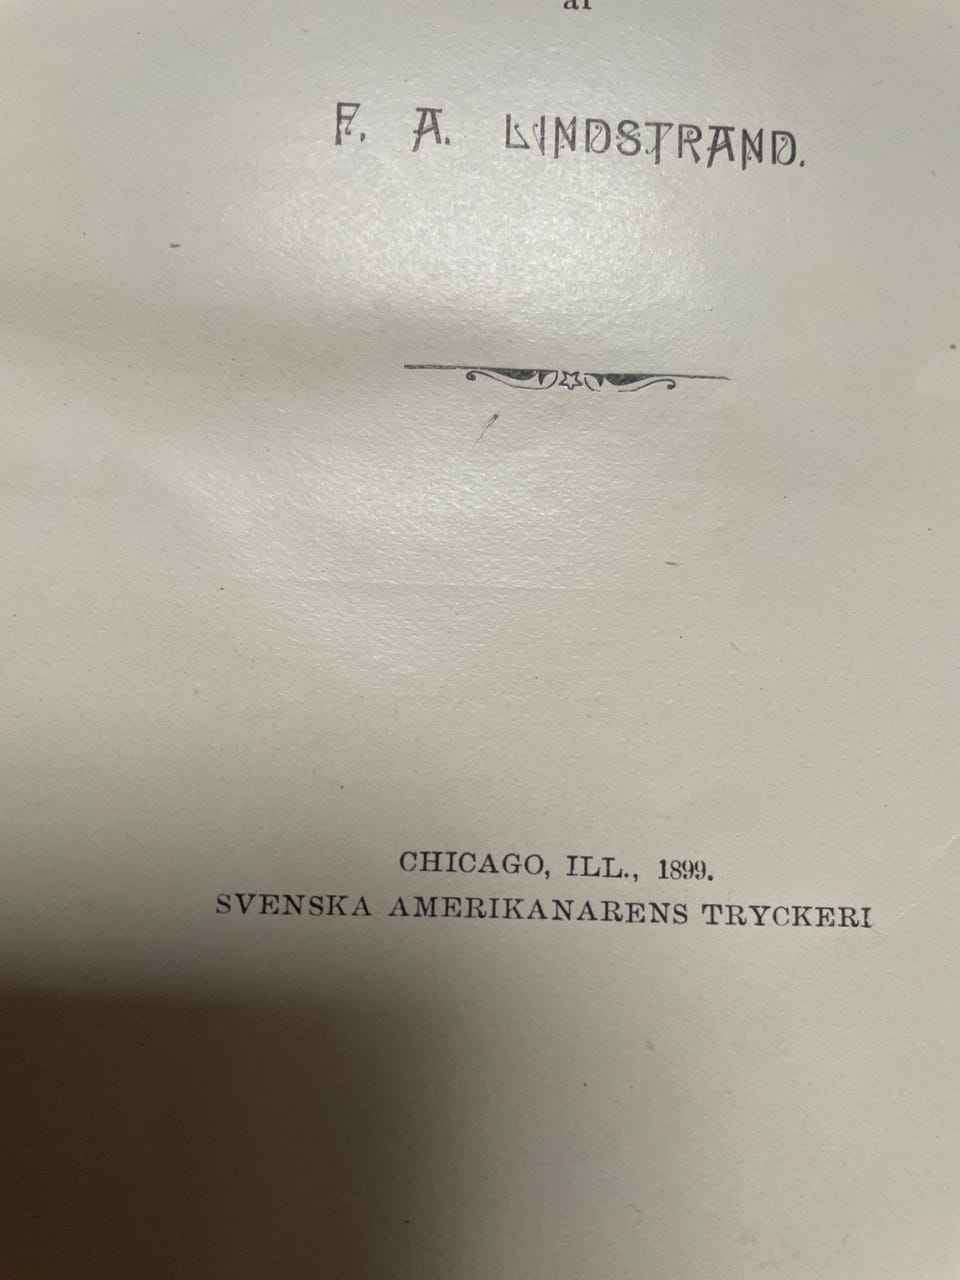 af
F. A. LINDSTRAND.
CHICAGO, ILL., 1899.
SVENSKA AMERIKANARENS TRYCKERI